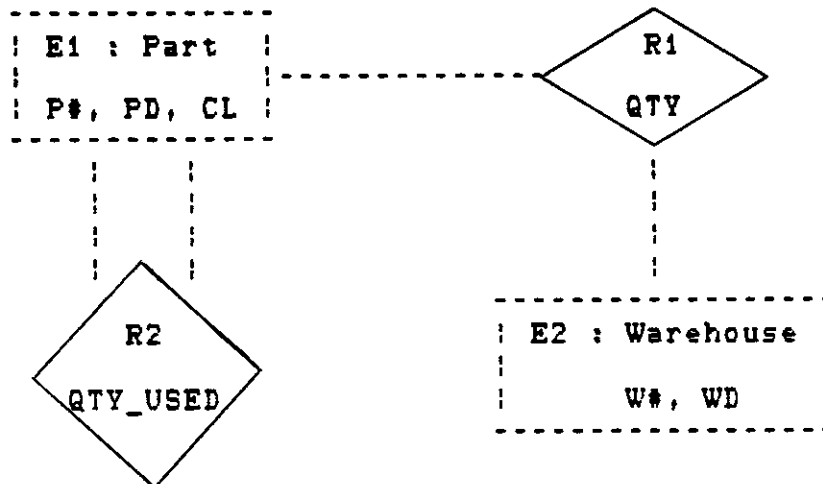 E1 : Part
P#, PD, CL
R1
QTY
R2
QTY_USED
E2 : Warehouse
W#, WD